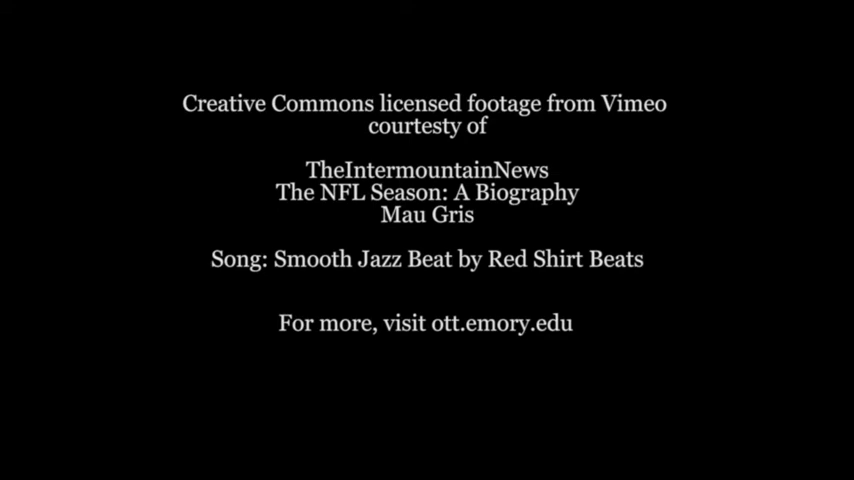 Creative Commons licensed footage from Vimeo
courtesty of
TheIntermountainNews
The NFL Season: A Biography
Mau Gris
Song: Smooth Jazz Beat by Red Shirt Beats
For more, visit ott.emory.edu